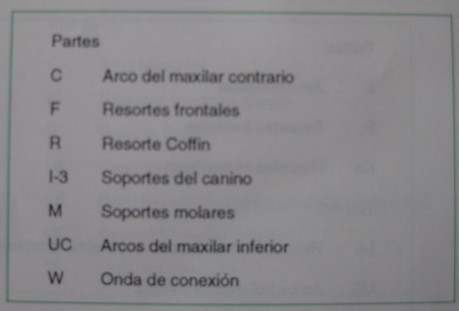 Partes
C Arco del maxilar contrario
F Resortes frontales
R Resorte Coffin
I-3 Soportes del canino
M Soportes molares
UC Arcos del maxilar inferior
W Onda de conexión